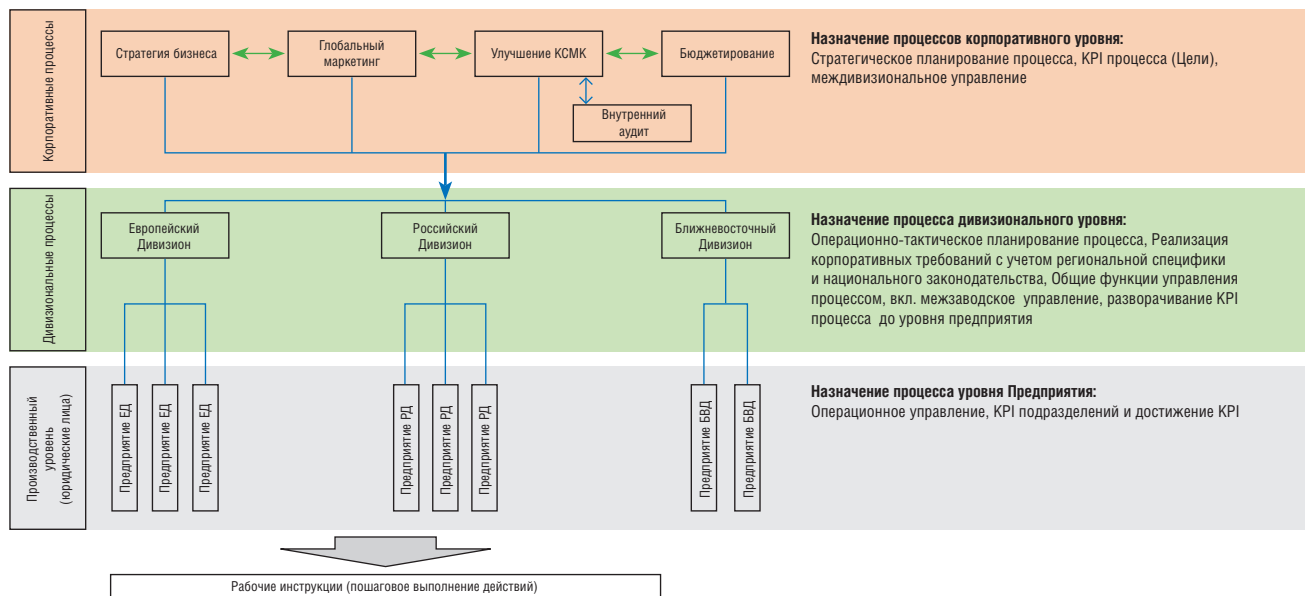 Корпоративные процессы
Стратегия бизнеса
Глобальный
маркетинг
Улучшение КСМК
Бюджетирование
Внутренний
аудит
Назначение процессов корпоративного уровня:
Стратегическое планирование процесса, KPI процесса (Цели),
междивизиональное управление
Дивизиональные процессы
Европейский
Дивизион
Российский
Дивизион
Ближневосточный
Дивизион
Назначение процесса дивизионального уровня:
Операционно-тактическое планирование процесса, Реализация
корпоративных требований с учетом региональной специфики
и национального законодательства, Общие функции управления
процессом, вкл. межзаводское управление, разворачивание KPI
процесса до уровня предприятия
Производственный
уровень
(юридические лица)
Предприятие ЕД
Предприятие ЕД
Предприятие ЕД
Предприятие РД
Предприятие РД
Предприятие РД
Предприятие БВД
Предприятие БВД
Назначение процесса уровня Предприятия:
Операционное управление, KPI подразделений и достижение KPI
Рабочие инструкции (пошаговое выполнение действий)